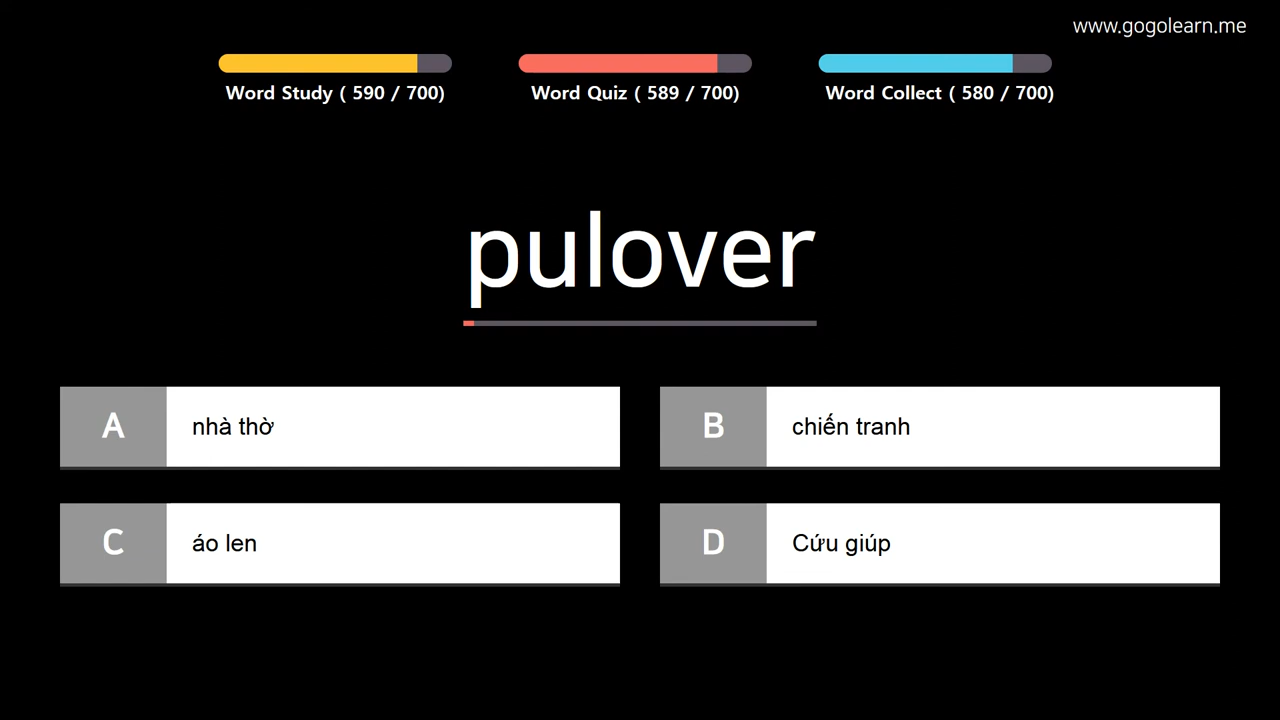 www.gogolearn.me
Word Study ( 590 / 700)
Word Quiz ( 589 / 700)
Word Collect ( 580 / 700)
pulover
A nhà thờ
B chiến tranh
C áo len
D Cứu giúp